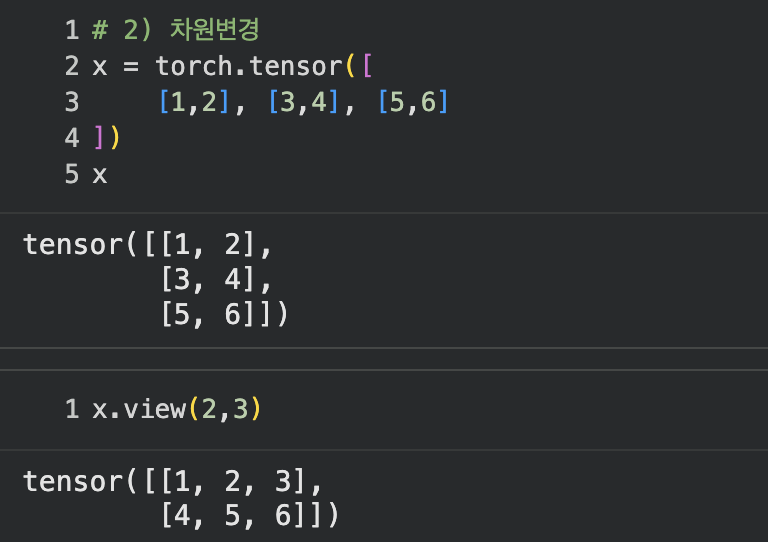 1 # 2) 차원변경
2 x = torch.tensor([
3     [1,2], [3,4], [5,6]
4 ])
5 x
tensor([[1, 2],
        [3, 4],
        [5, 6]])
1 x.view(2,3)
tensor([[1, 2, 3],
        [4, 5, 6]])